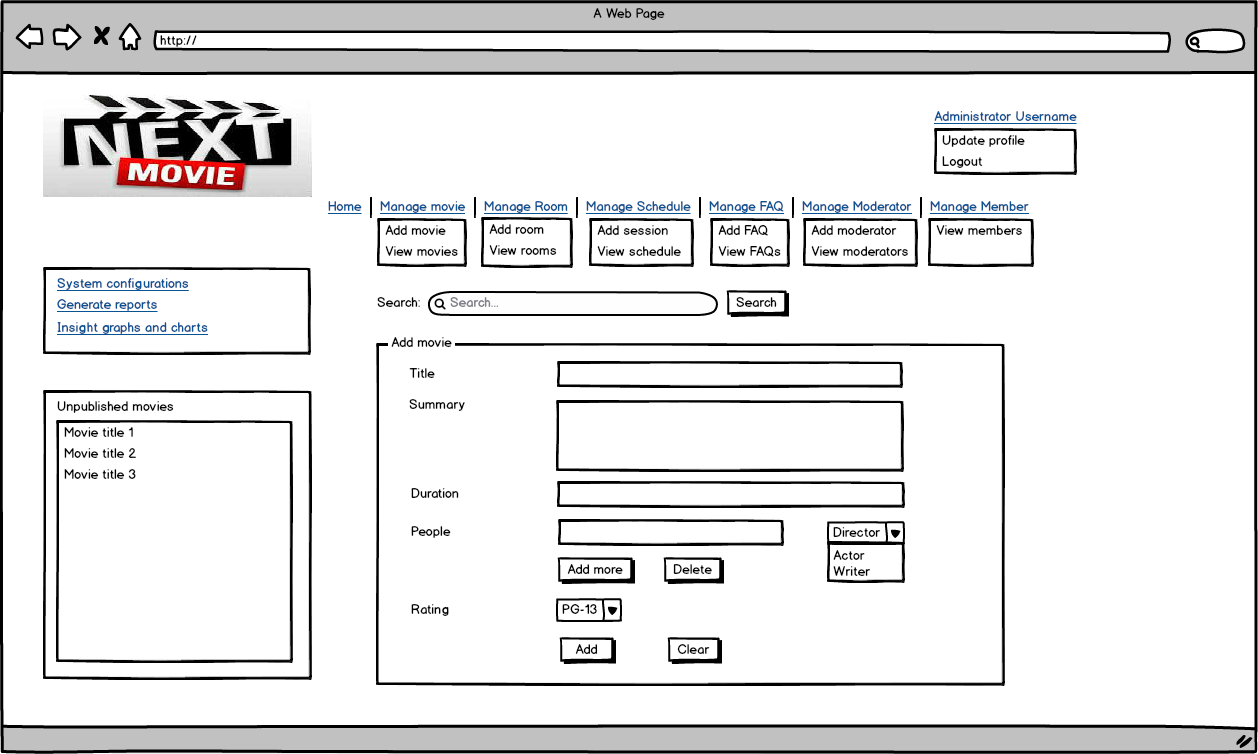 A Web Page
http://
NEXT
MOVIE
Administrator Username
Update profile
Logout
Home Manage movie Manage Room Manage Schedule Manage FAQ Manage Moderator Manage Member
Add movie Add room Add session Add FAQ Add moderator View members
View movies View rooms View schedule View FAQs View moderators
System configurations
Generate reports
Insight graphs and charts
Search: Search... Search
Unpublished movies
Movie title 1
Movie title 2
Movie title 3
Add movie
Title
Summary
Duration
People Director
Actor
Writer
Add more Delete
Rating PG-13
Add Clear